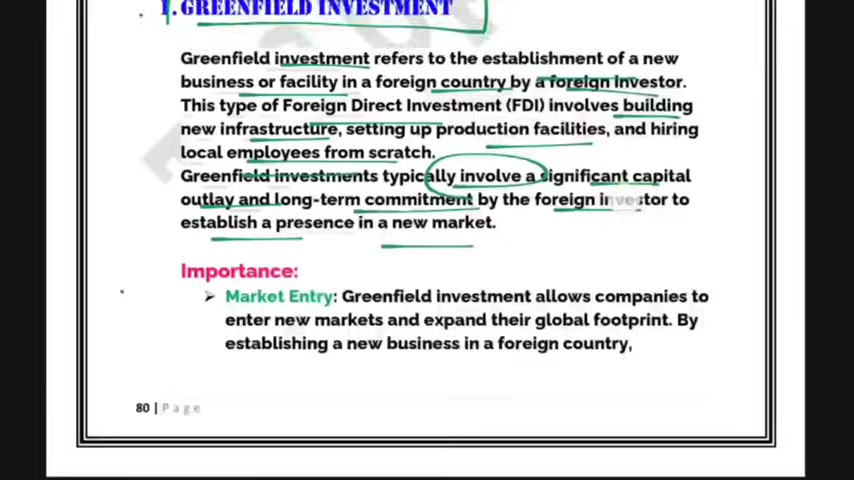 1. GREENFIELD INVESTMENT
Greenfield investment refers to the establishment of a new
business or facility in a foreign country by a foreign investor.
This type of Foreign Direct Investment (FDI) involves building
new infrastructure, setting up production facilities, and hiring
local employees from scratch.
Greenfield investments typically involve a significant capital
outlay and long-term commitment by the foreign investor to
establish a presence in a new market.
Importance:
➢ Market Entry: Greenfield investment allows companies to
enter new markets and expand their global footprint. By
establishing a new business in a foreign country,
80 | Page